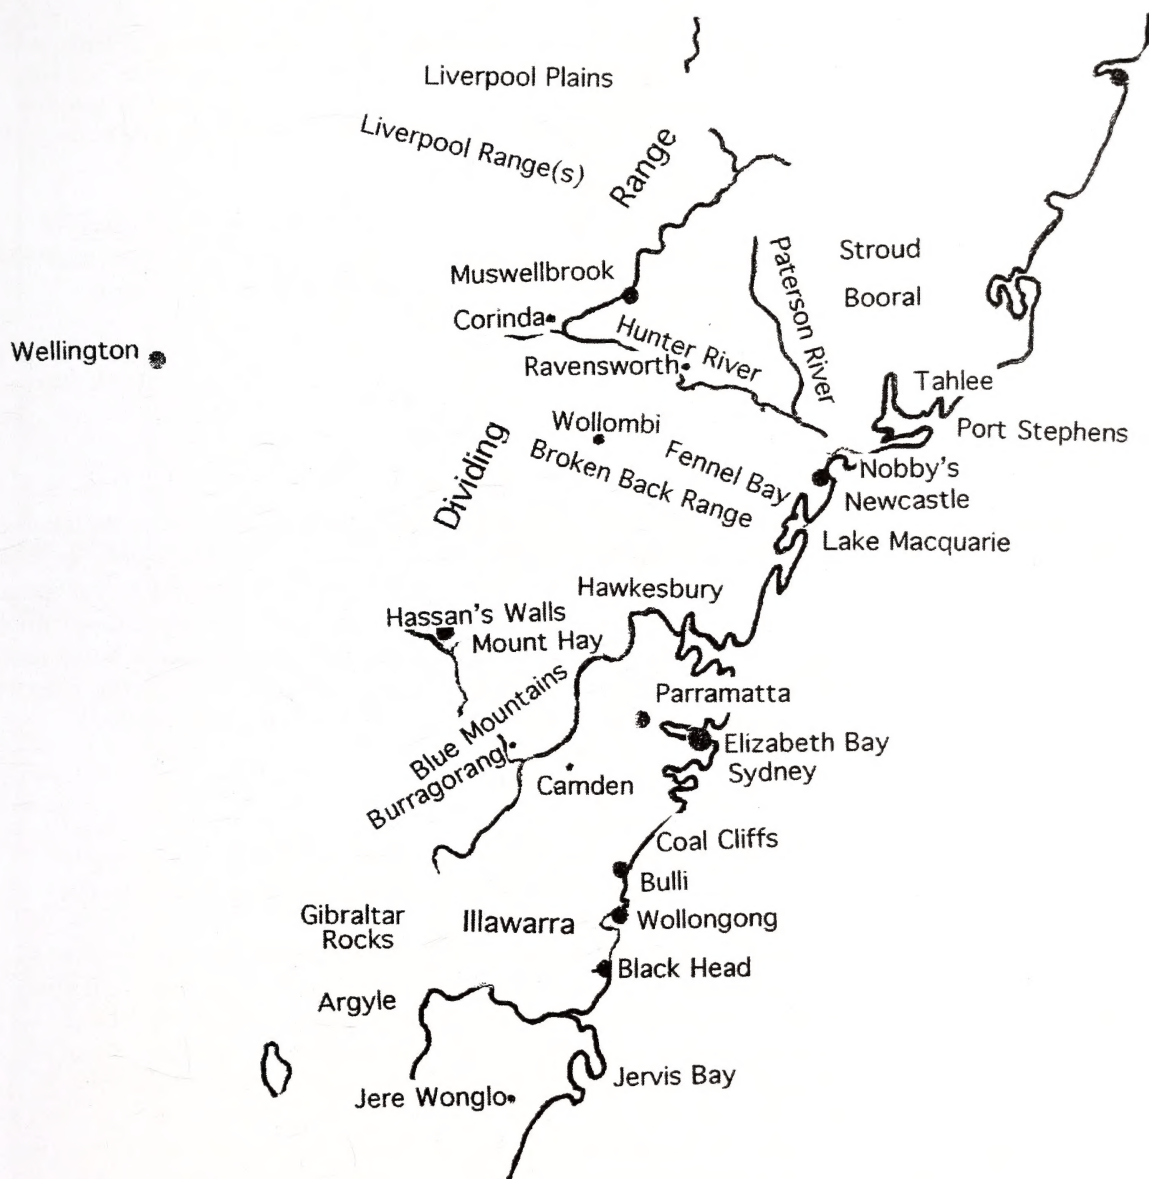 Liverpool Plains
Liverpool Range(s)
Range
Stroud
Paterson River
Muswellbrook
Booral
Corinda
Hunter River
Wellington
Ravensworth
Tahlee
Wollombi
Port Stephens
Dividing
Fennel Bay
Broken Back Range
Nobby's
Newcastle
Lake Macquarie
Hawkesbury
Hassan's Walls
Mount Hay
Parramatta
Blue Mountains
Elizabeth Bay
Burragorang
Sydney
Camden
Coal Cliffs
Bulli
Gibraltar
Rocks
Illawarra
Wollongong
Black Head
Argyle
Jervis Bay
Jere Wonglo